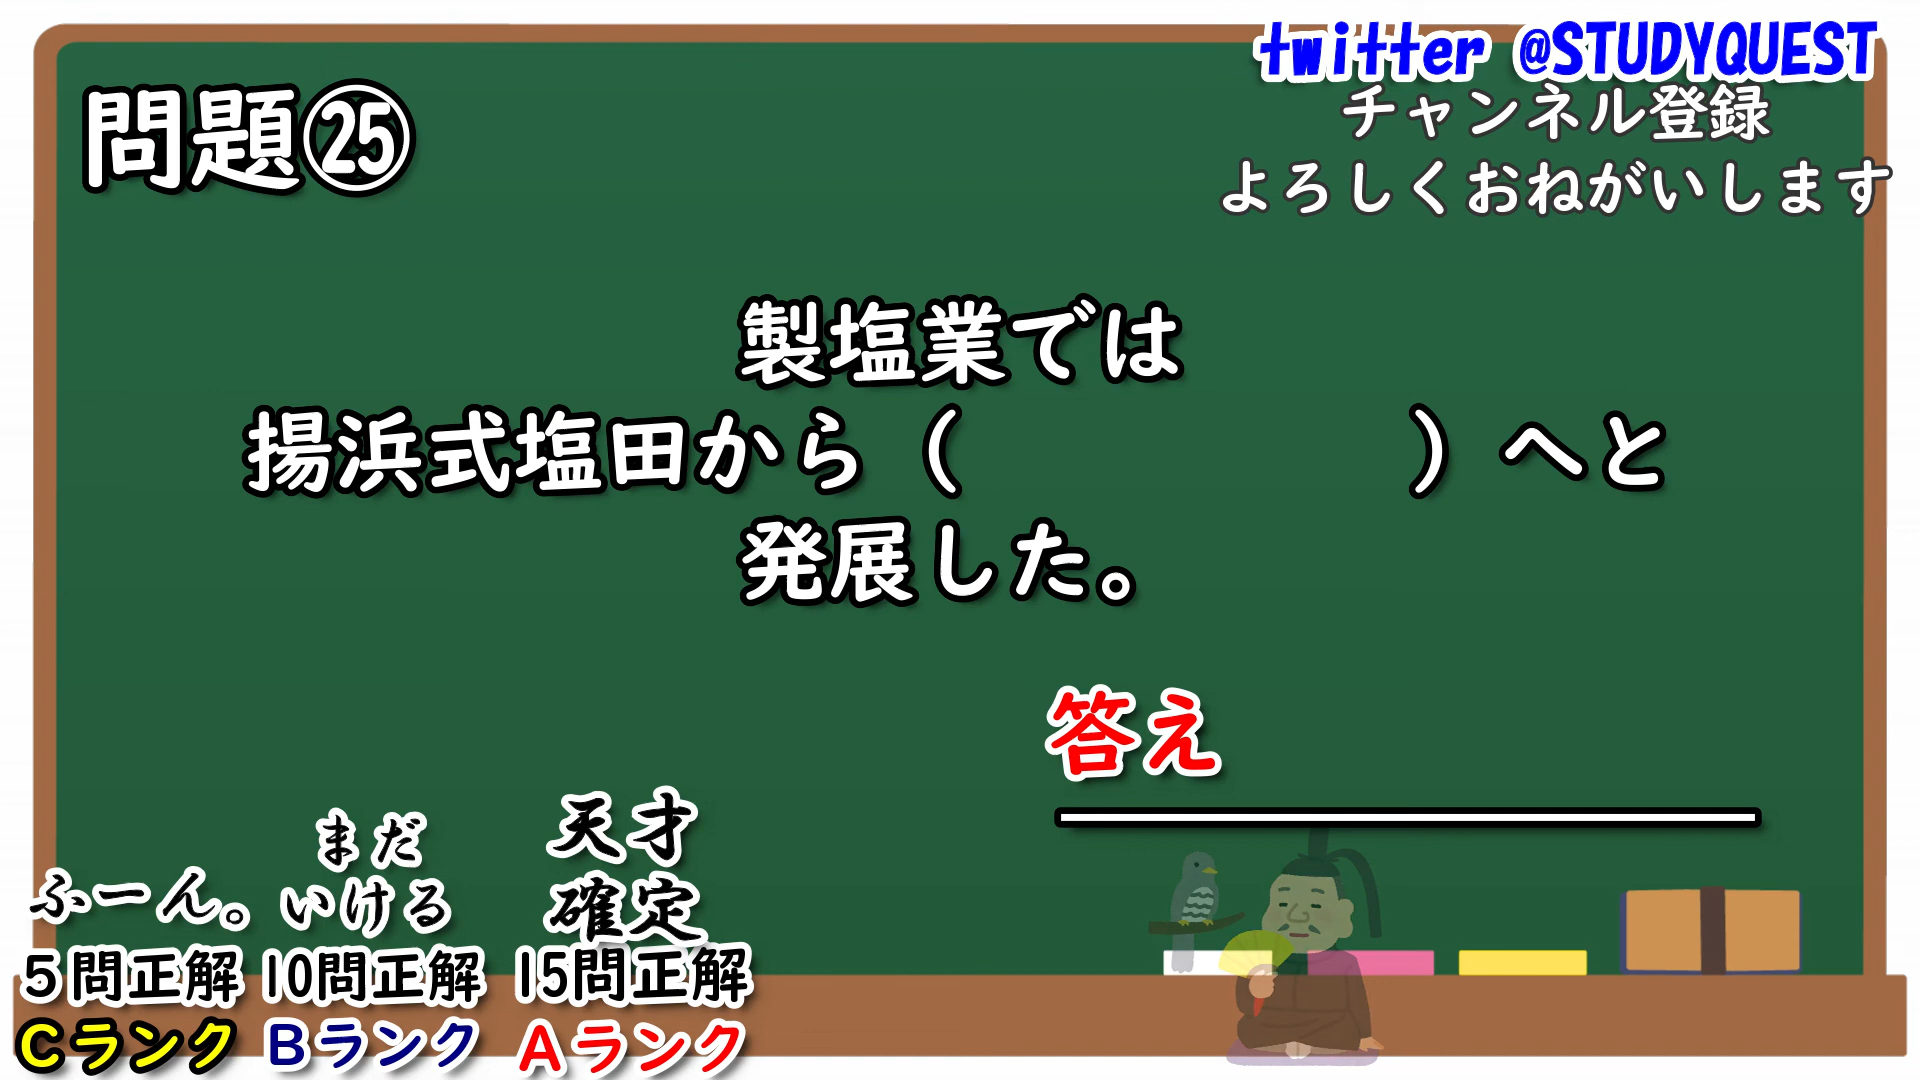 twitter @STUDYQUEST
チャンネル登録
よろしくおねがいします
問題㉕
製塩業では
揚浜式塩田から（　　　　　）へと
発展した。
答え
ふーん。
5問正解
Cランク
まだ
いける
10問正解
Bランク
天才
確定
15問正解
Aランク